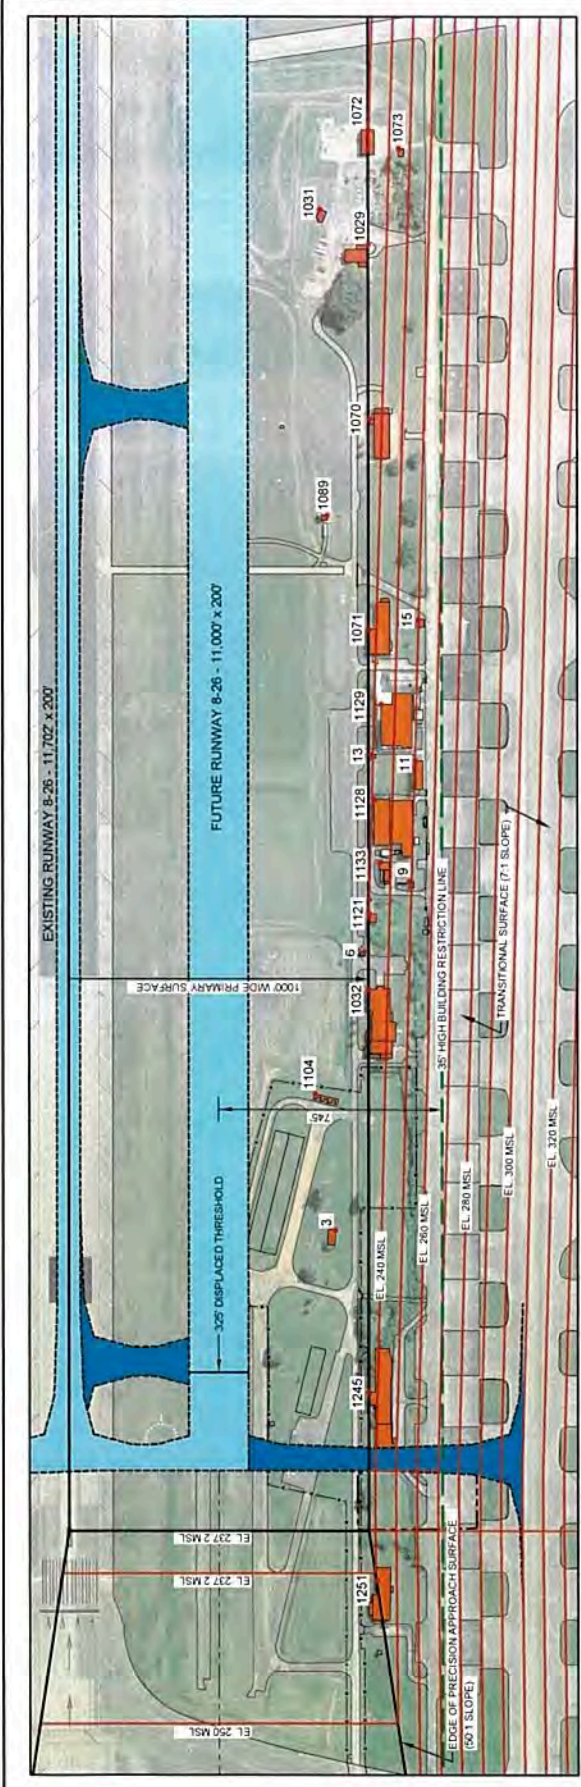 EXISTING RUNWAY 8-26 - 11,702' x 200'
FUTURE RUNWAY 8-26 - 11,000' x 200'
1072
1073
1031
1029
1070
1089
1071
15
1129
13
11
1128
1133
9
1121
6
1032
1000' WIDE PRIMARY SURFACE
35' HIGH BUILDING RESTRICTION LINE
TRANSITIONAL SURFACE (7:1 SLOPE)
1104
745'
325' DISPLACED THRESHOLD
3
EL. 240 MSL
EL. 260 MSL
EL. 280 MSL
EL. 300 MSL
EL. 320 MSL
1245
EL. 237.2 MSL
EL. 237.2 MSL
1251
EL. 250 MSL
EDGE OF PRECISION APPROACH SURFACE
(50:1 SLOPE)